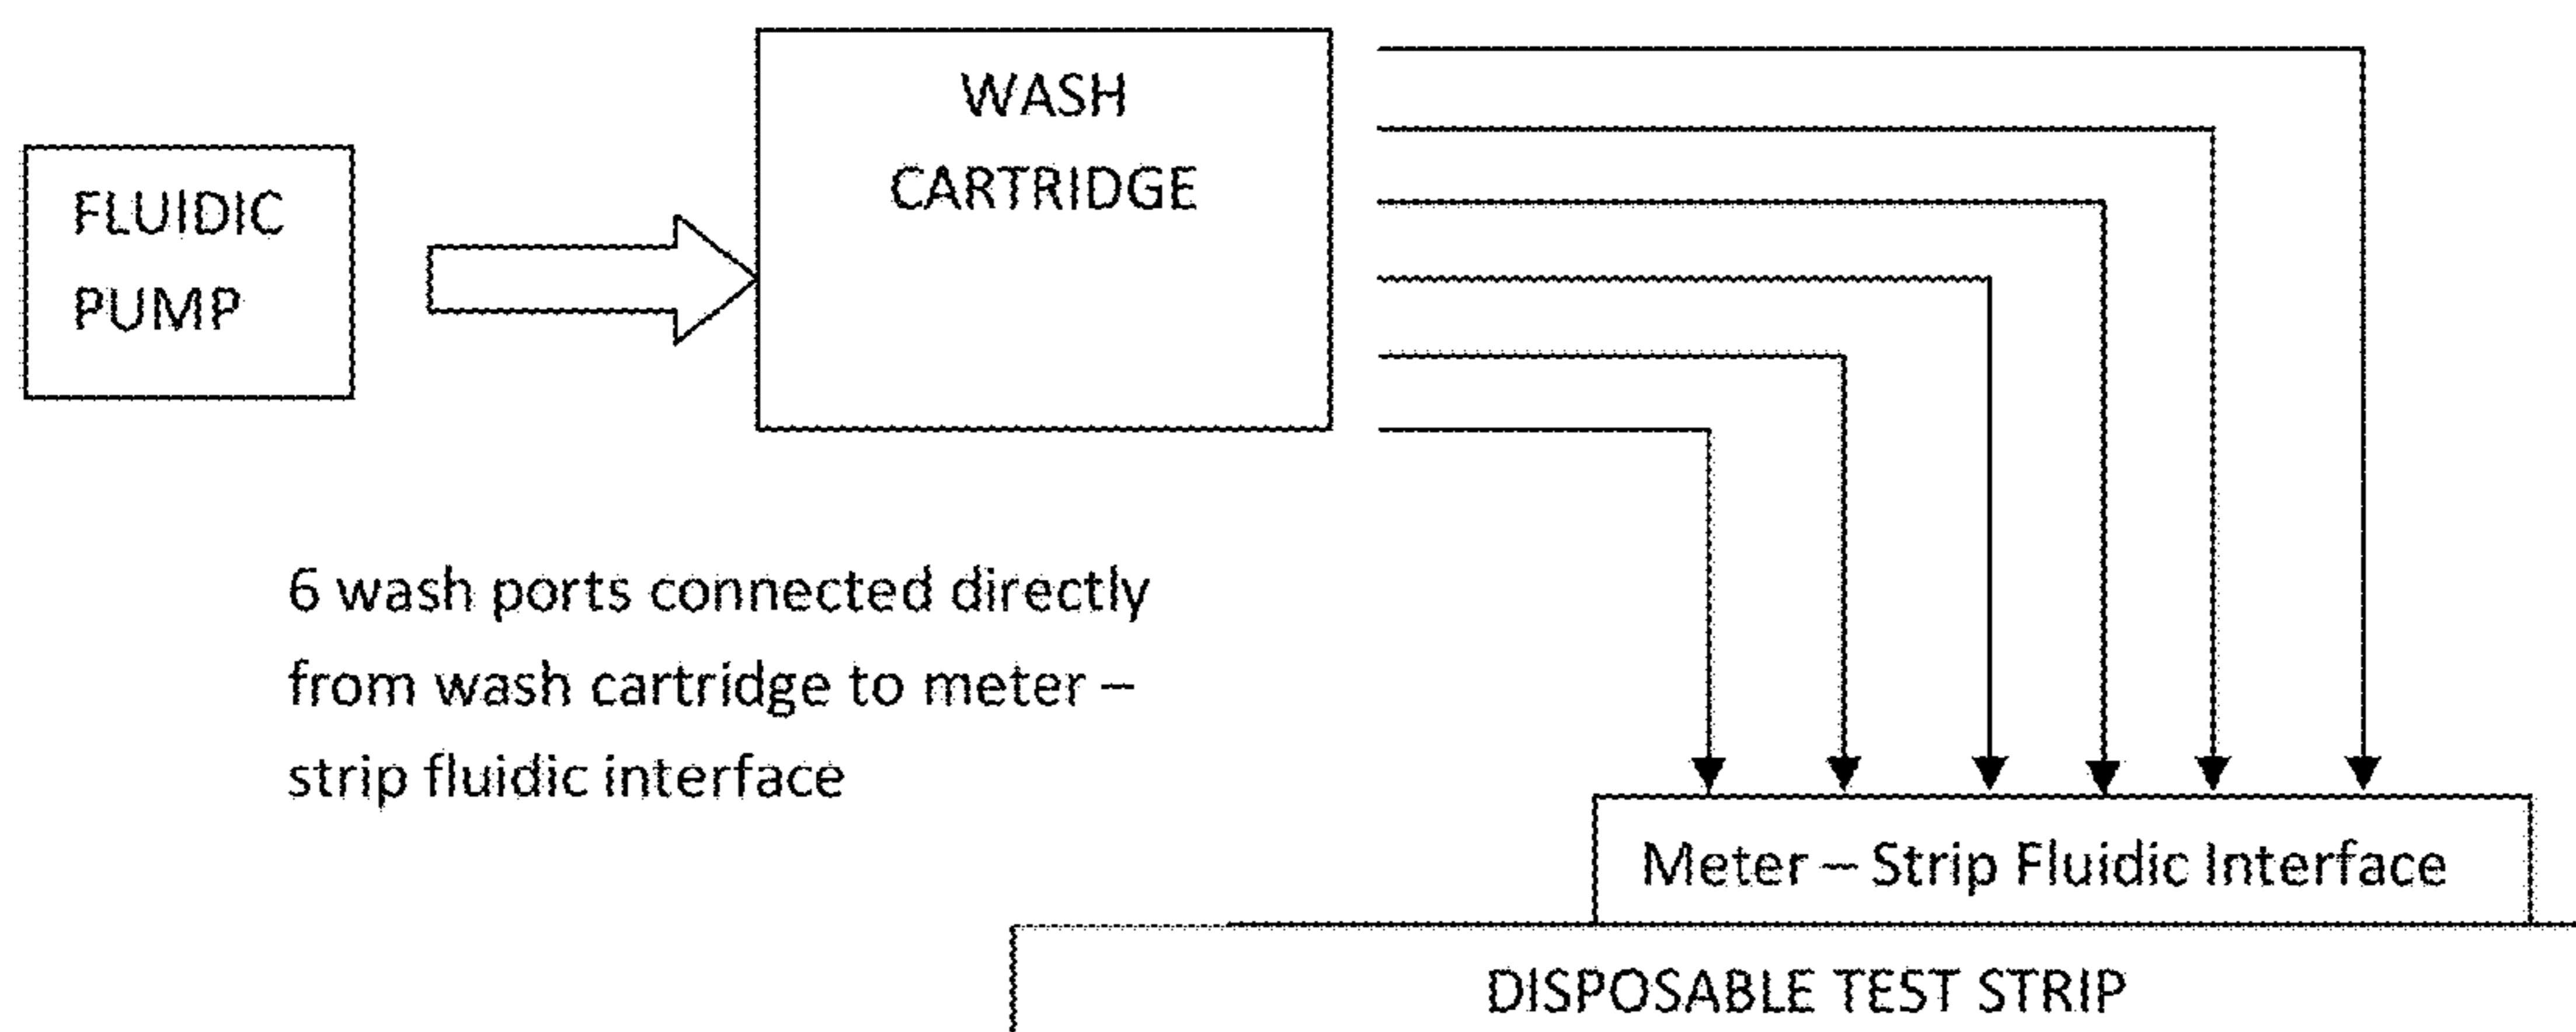 WASH
CARTRIDGE
FLUIDIC
PUMP
6 wash ports connected directly
from wash cartridge to meter –
strip fluidic interface
Meter – Strip Fluidic Interface
DISPOSABLE TEST STRIP